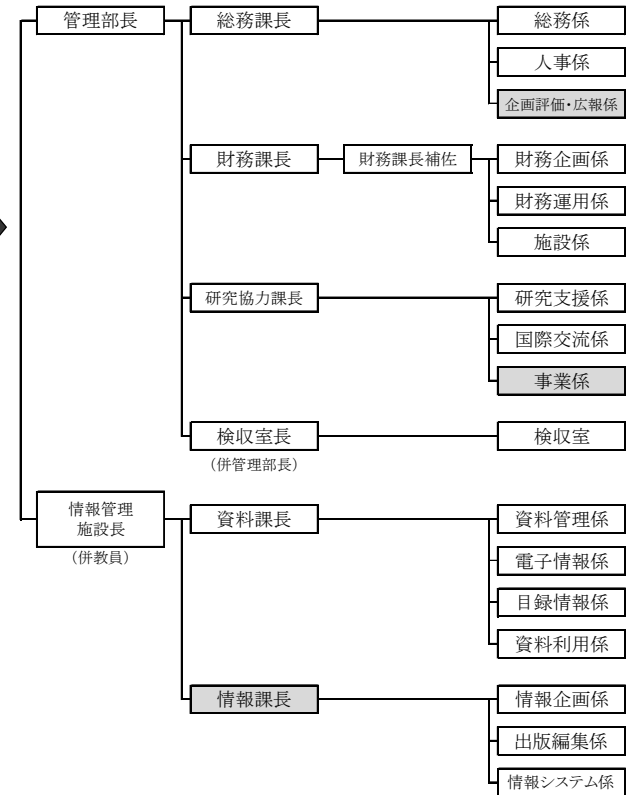 管理部長
総務課長
総務係
人事係
企画評価・広報係
財務課長
財務課長補佐
財務企画係
財務運用係
施設係
研究協力課長
研究支援係
国際交流係
事業係
検収室長
(併管理部長)
検収室
情報管理
施設長
(併教員)
資料課長
資料管理係
電子情報係
目録情報係
資料利用係
情報課長
情報企画係
出版編集係
情報システム係